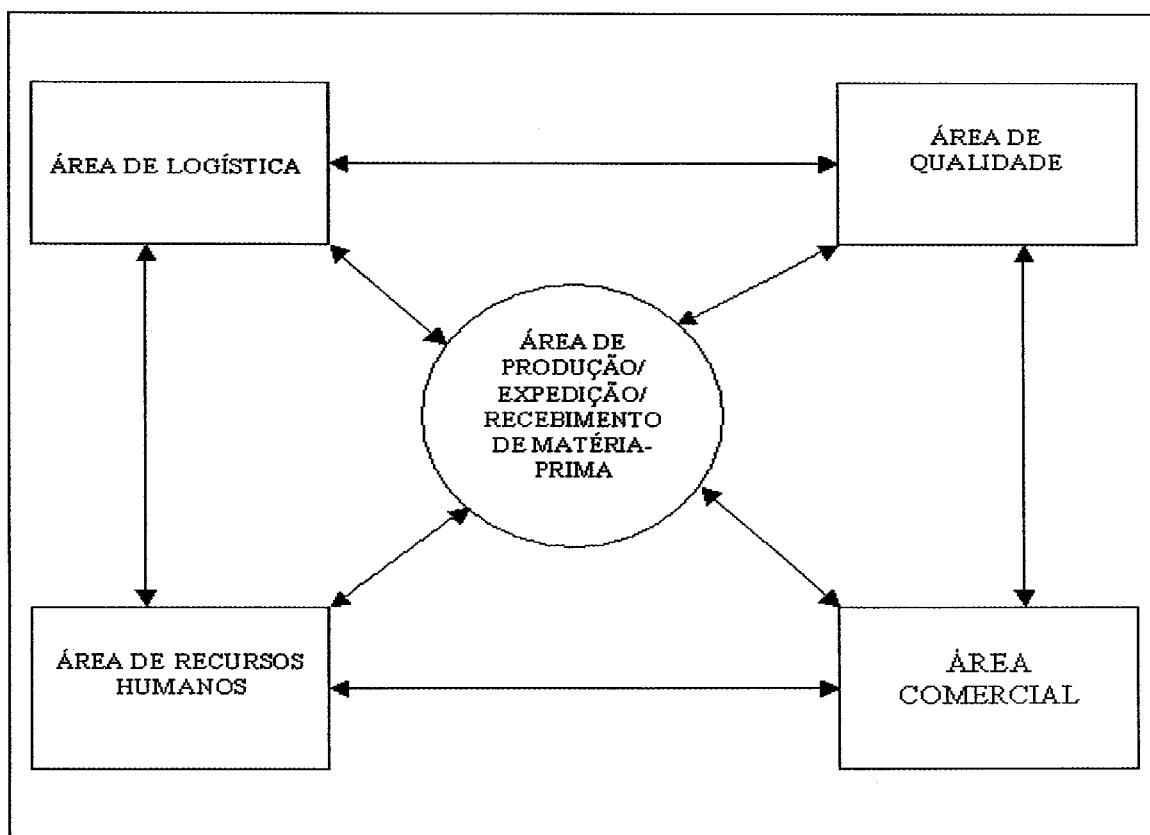 ÁREA DE LOGÍSTICA
ÁREA DE
QUALIDADE
ÁREA DE
PRODUÇÃO/
EXPEDIÇÃO/
RECEBIMENTO
DE MATÉRIA-
PRIMA
ÁREA DE RECURSOS
HUMANOS
ÁREA
COMERCIAL